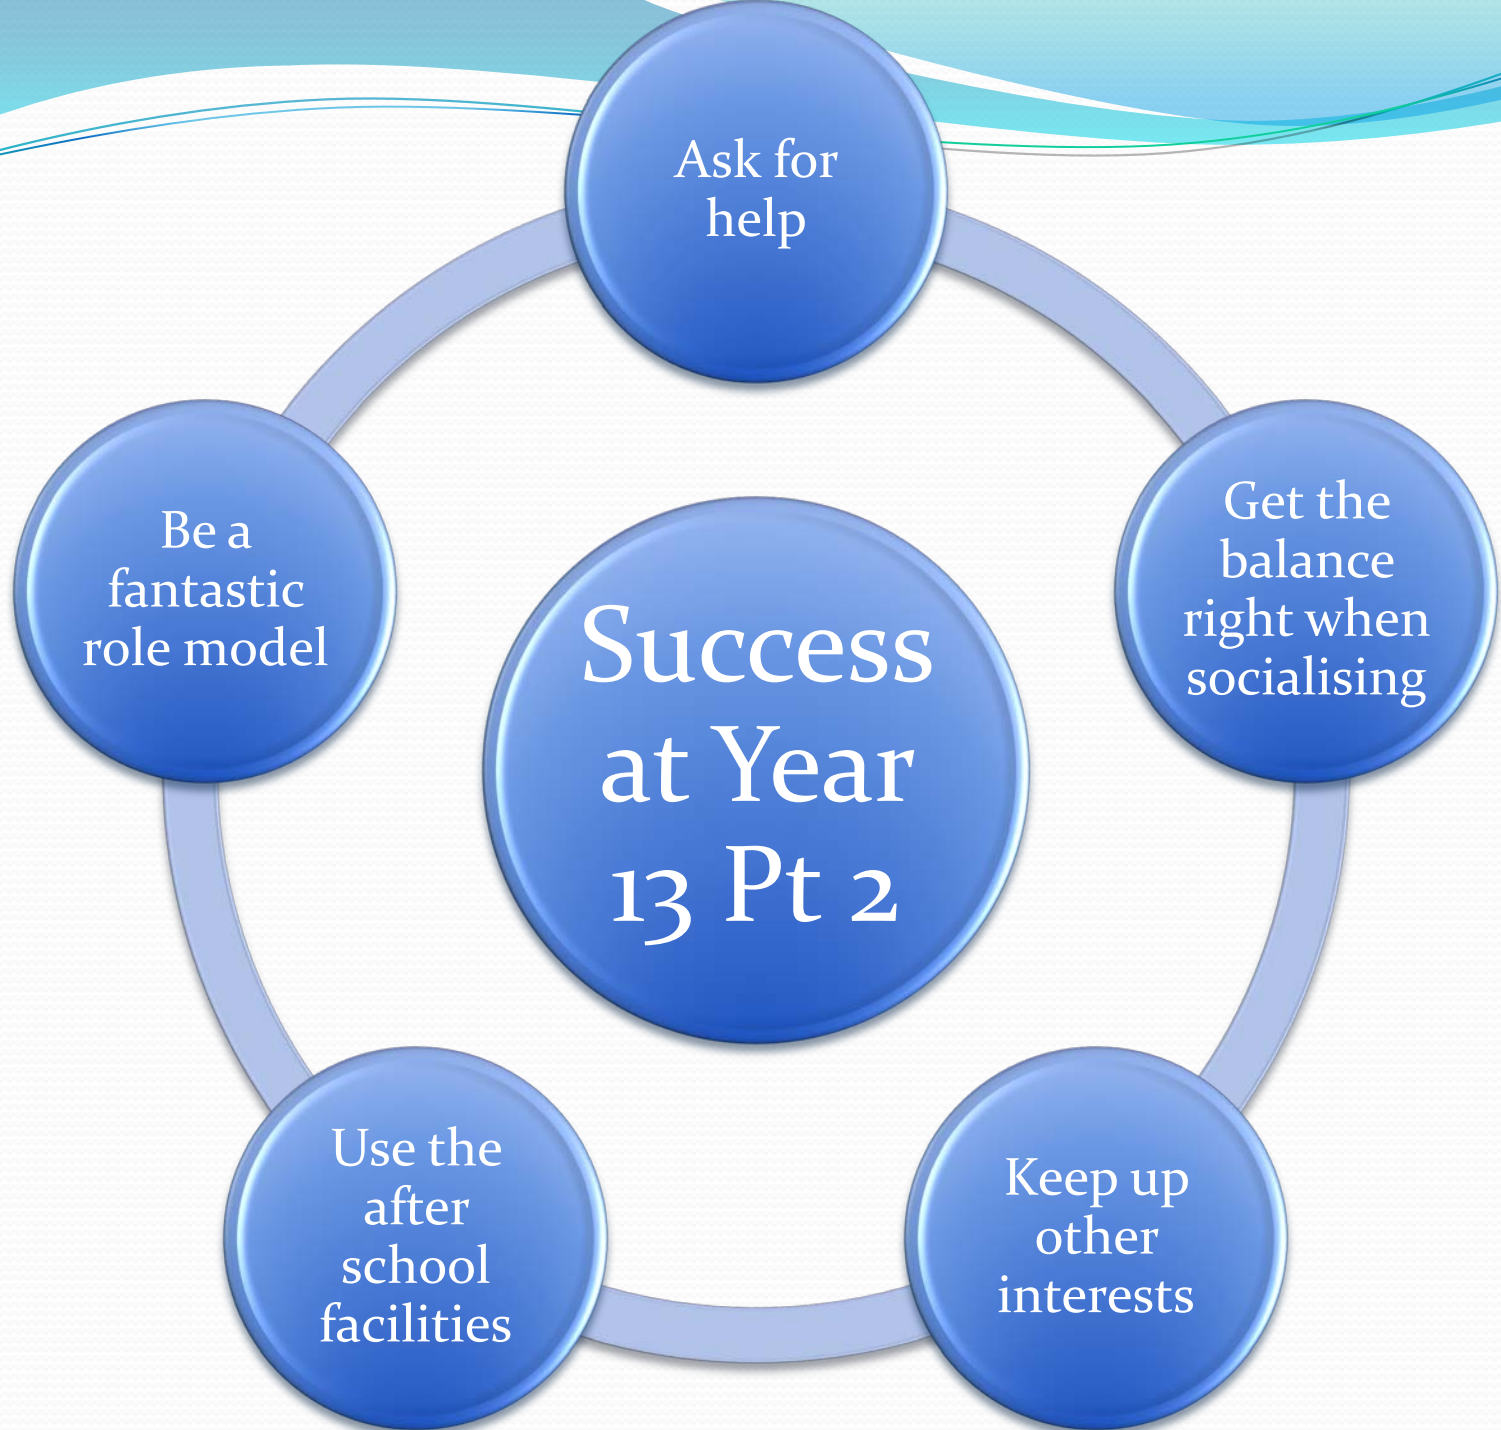 Ask for
help
Get the
balance
right when
socialising
Keep up
other
interests
Use the
after
school
facilities
Be a
fantastic
role model
Success
at Year
13 Pt 2